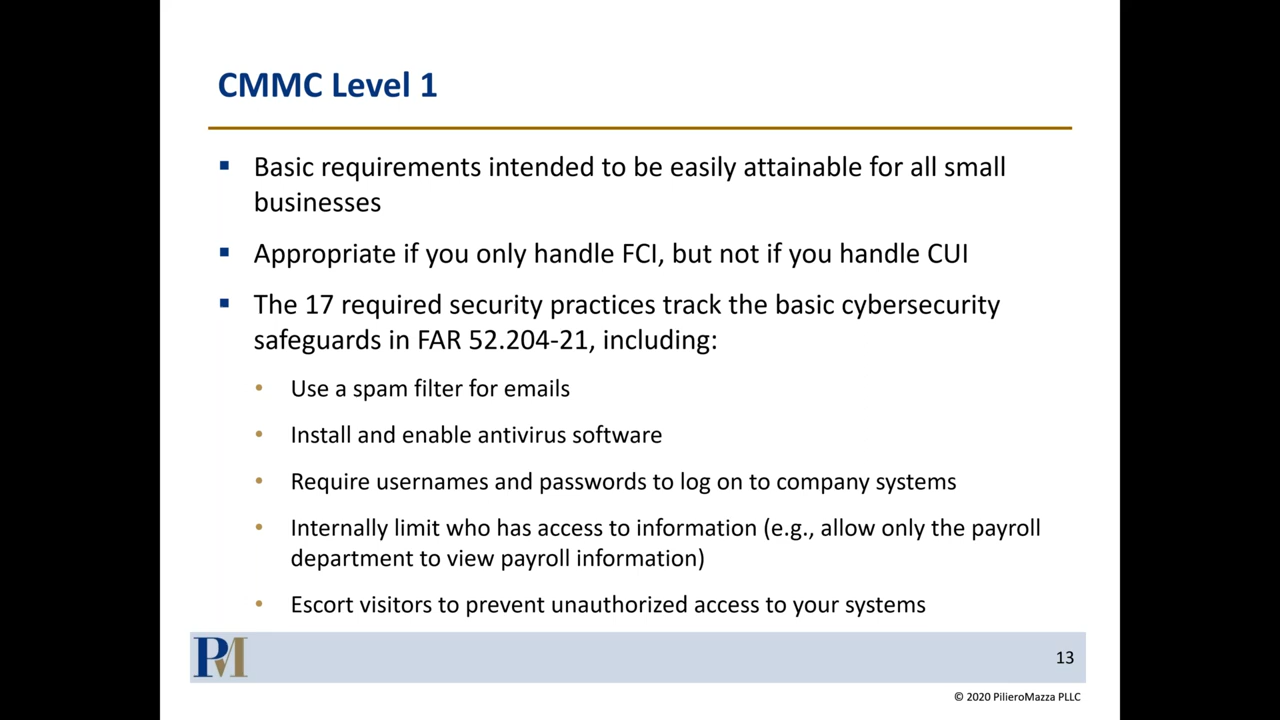 CMMC Level 1
▪ Basic requirements intended to be easily attainable for all small
businesses
▪ Appropriate if you only handle FCI, but not if you handle CUI
▪ The 17 required security practices track the basic cybersecurity
safeguards in FAR 52.204-21, including:
• Use a spam filter for emails
• Install and enable antivirus software
• Require usernames and passwords to log on to company systems
• Internally limit who has access to information (e.g., allow only the payroll
department to view payroll information)
• Escort visitors to prevent unauthorized access to your systems
PM
13
© 2020 PilieroMazza PLLC